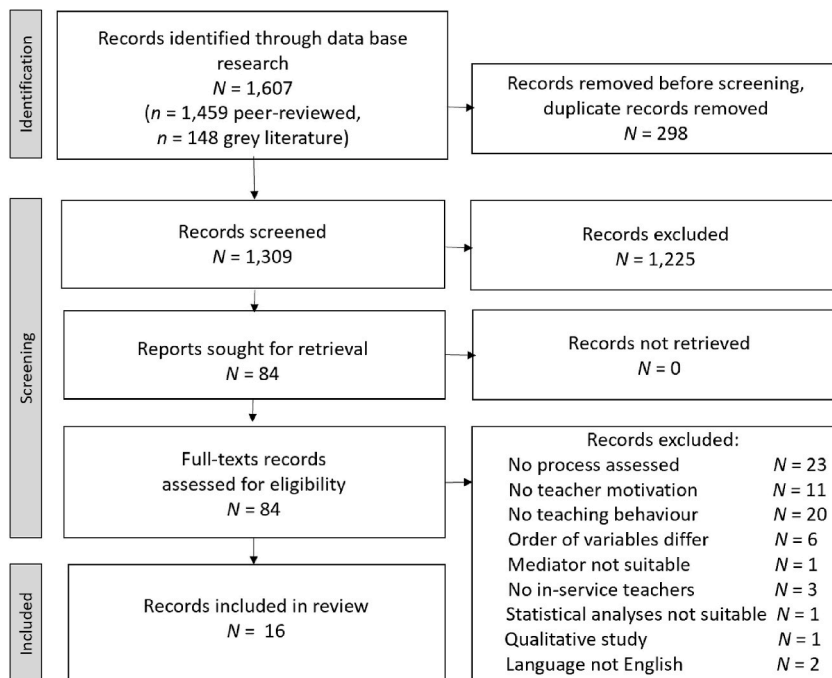 Identification
Records identified through data base
research
N = 1,607
(n = 1,459 peer-reviewed,
n = 148 grey literature)
Records removed before screening,
duplicate records removed
N = 298
Screening
Records screened
N = 1,309
Records excluded
N = 1,225
Reports sought for retrieval
N = 84
Records not retrieved
N = 0
Full-texts records
assessed for eligibility
N = 84
Records excluded:
No process assessed N = 23
No teacher motivation N = 11
No teaching behaviour N = 20
Order of variables differ N = 6
Mediator not suitable N = 1
No in-service teachers N = 3
Statistical analyses not suitable N = 1
Qualitative study N = 1
Language not English N = 2
Included
Records included in review
N = 16